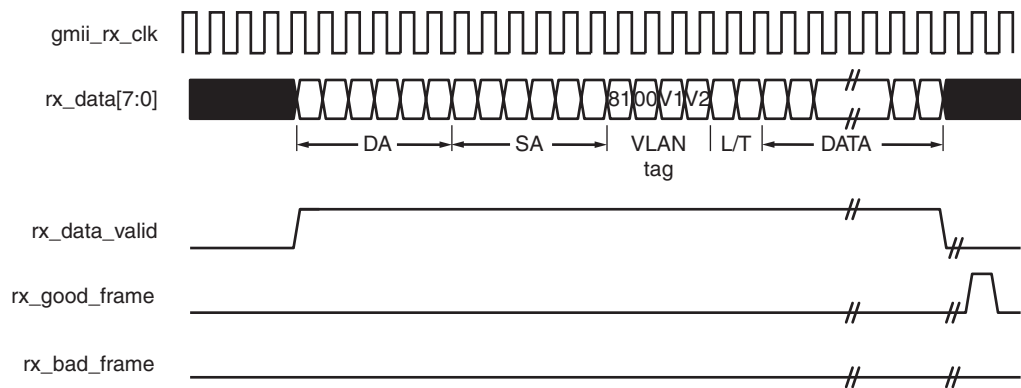 gmii_rx_clk
rx_data[7:0]
81 00 V1 V2
DA SA VLAN L/T DATA
tag
rx_data_valid
rx_good_frame
rx_bad_frame